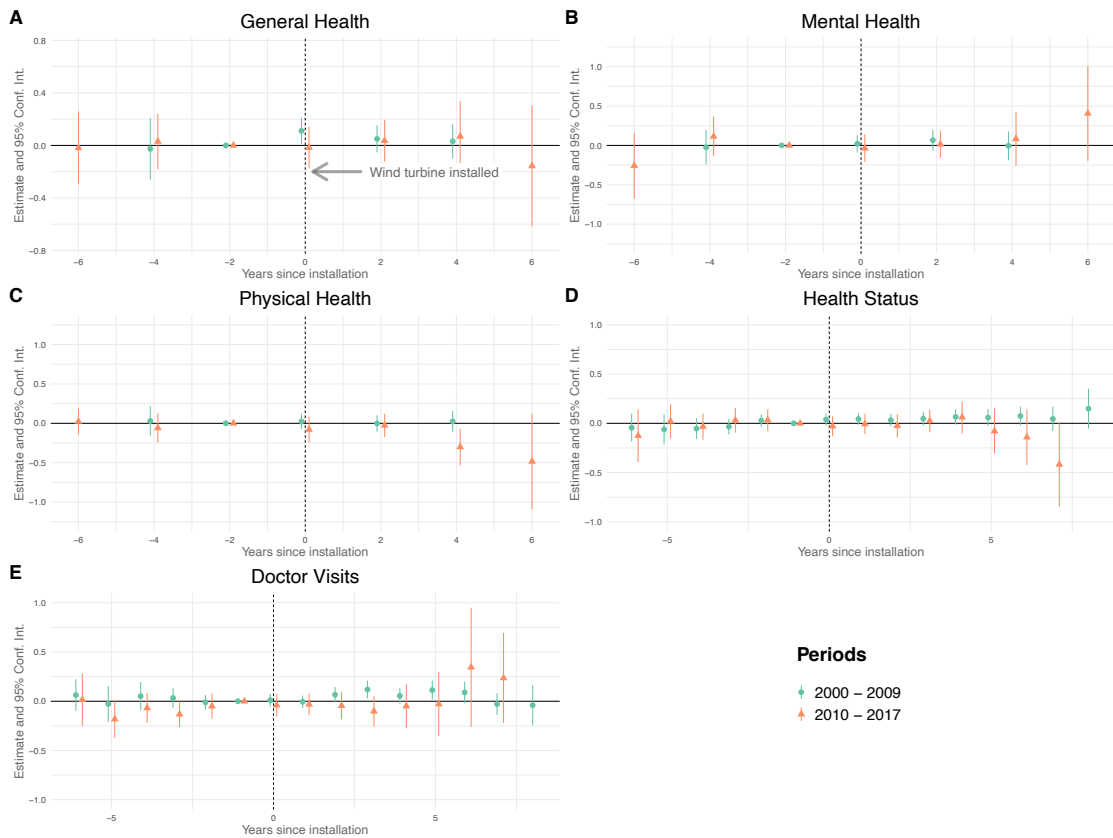 A
General Health
Estimate and 95% Conf. Int.
0.8
0.4
0.0
−0.4
−0.8
Wind turbine installed
−6 −4 −2 0 2 4 6
Years since installation
B
Mental Health
Estimate and 95% Conf. Int.
1.0
0.5
0.0
−0.5
−1.0
−6 −4 −2 0 2 4 6
Years since installation
C
Physical Health
Estimate and 95% Conf. Int.
1.0
0.5
0.0
−0.5
−1.0
−6 −4 −2 0 2 4 6
Years since installation
D
Health Status
Estimate and 95% Conf. Int.
1.0
0.5
0.0
−0.5
−1.0
−5 0 5
Years since installation
E
Doctor Visits
Estimate and 95% Conf. Int.
1.0
0.5
0.0
−0.5
−1.0
−5 0 5
Years since installation
Periods
2000 − 2009
2010 − 2017